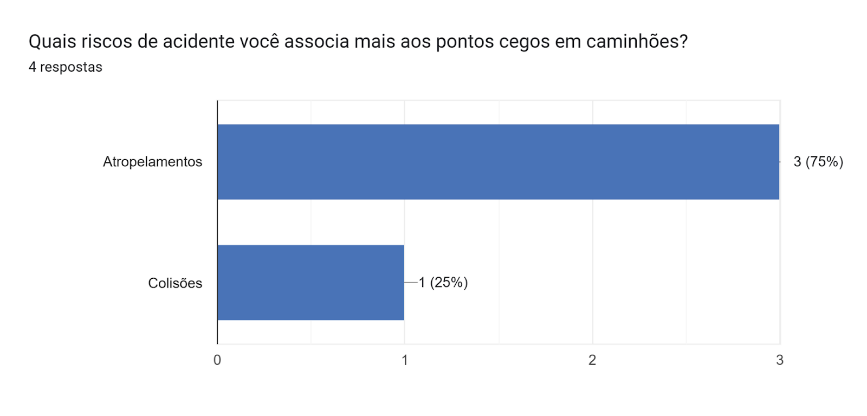 Quais riscos de acidente você associa mais aos pontos cegos em caminhões?
4 respostas
Atropelamentos
3 (75%)
Colisões
1 (25%)
0 1 2 3